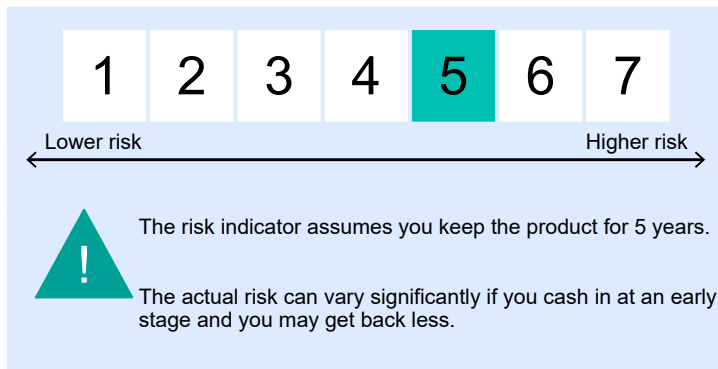 1 2 3 4 5 6 7
Lower risk Higher risk
!
The risk indicator assumes you keep the product for 5 years.
The actual risk can vary significantly if you cash in at an early
stage and you may get back less.